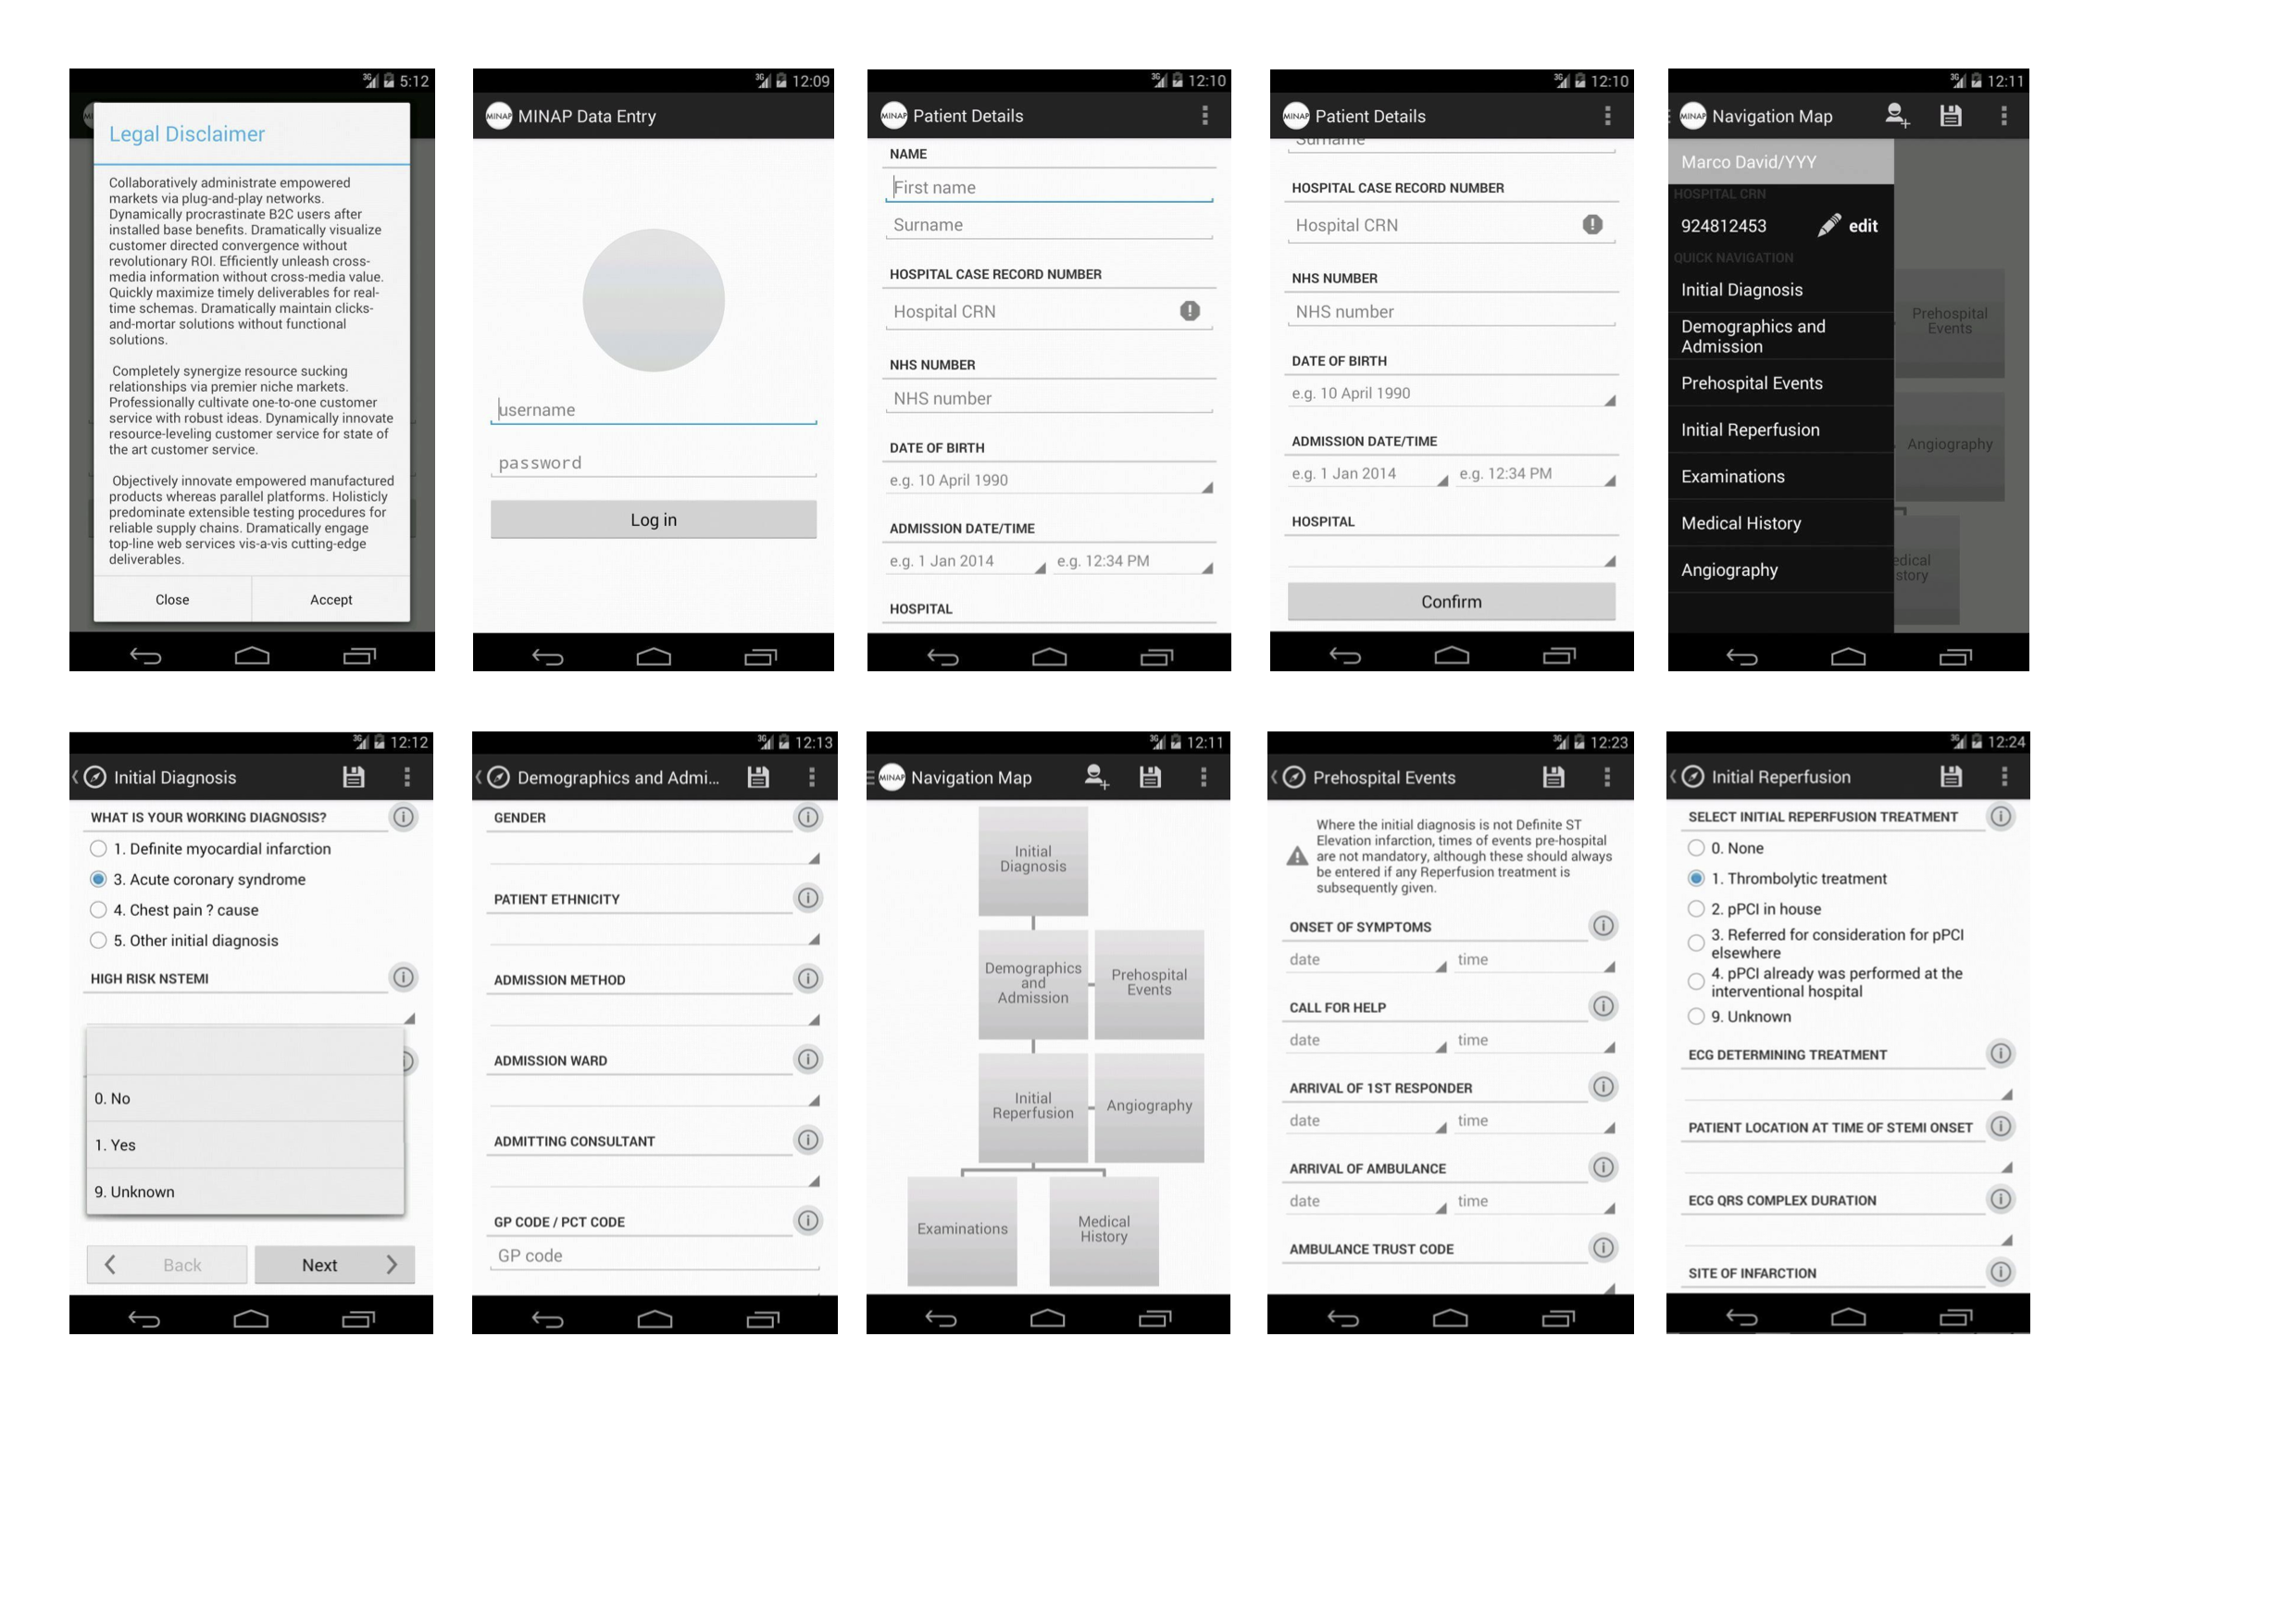 3G 5:12
Legal Disclaimer
Collaboratively administrate empowered
markets via plug-and-play networks.
Dynamically procrastinate B2C users after
installed base benefits. Dramatically visualize
customer directed convergence without
revolutionary ROI. Efficiently unleash cross-
media information without cross-media value.
Quickly maximize timely deliverables for real-
time schemas. Dramatically maintain clicks-
and-mortar solutions without functional
solutions.
Completely synergize resource sucking
relationships via premier niche markets.
Professionally cultivate one-to-one customer
service with robust ideas. Dynamically innovate
resource-leveling customer service for state of
the art customer service.
Objectively innovate empowered manufactured
products whereas parallel platforms. Holisticly
predominate extensible testing procedures for
reliable supply chains. Dramatically engage
top-line web services vis-a-vis cutting-edge
deliverables.
Close Accept
3G 12:09
MINAP MINAP Data Entry
username
password
Log in
3G 12:10
MINAP Patient Details
NAME
First name
Surname
HOSPITAL CASE RECORD NUMBER
Hospital CRN
NHS NUMBER
NHS number
DATE OF BIRTH
e.g. 10 April 1990
ADMISSION DATE/TIME
e.g. 1 Jan 2014 e.g. 12:34 PM
HOSPITAL
3G 12:10
MINAP Patient Details
Surname
HOSPITAL CASE RECORD NUMBER
Hospital CRN
NHS NUMBER
NHS number
DATE OF BIRTH
e.g. 10 April 1990
ADMISSION DATE/TIME
e.g. 1 Jan 2014 e.g. 12:34 PM
HOSPITAL
Confirm
3G 12:11
MINAP Navigation Map
Marco David/YYY
HOSPITAL CRN
924812453 edit
QUICK NAVIGATION
Initial Diagnosis
Demographics and
Admission
Prehospital Events
Initial Reperfusion
Examinations
Medical History
Angiography
Prehospital
Events
Angiography
edical
story
3G 12:12
Initial Diagnosis
WHAT IS YOUR WORKING DIAGNOSIS?
1. Definite myocardial infarction
3. Acute coronary syndrome
4. Chest pain ? cause
5. Other initial diagnosis
HIGH RISK NSTEMI
0. No
1. Yes
9. Unknown
Back Next
3G 12:13
Demographics and Admi...
GENDER
PATIENT ETHNICITY
ADMISSION METHOD
ADMISSION WARD
ADMITTING CONSULTANT
GP CODE / PCT CODE
GP code
3G 12:11
MINAP Navigation Map
Initial
Diagnosis
Demographics
and
Admission
Prehospital
Events
Initial
Reperfusion
Angiography
Examinations
Medical
History
3G 12:23
Prehospital Events
Where the initial diagnosis is not Definite ST
Elevation infarction, times of events pre-hospital
are not mandatory, although these should always
be entered if any Reperfusion treatment is
subsequently given.
ONSET OF SYMPTOMS
date time
CALL FOR HELP
date time
ARRIVAL OF 1ST RESPONDER
date time
ARRIVAL OF AMBULANCE
date time
AMBULANCE TRUST CODE
3G 12:24
Initial Reperfusion
SELECT INITIAL REPERFUSION TREATMENT
0. None
1. Thrombolytic treatment
2. pPCI in house
3. Referred for consideration for pPCI
elsewhere
4. pPCI already was performed at the
interventional hospital
9. Unknown
ECG DETERMINING TREATMENT
PATIENT LOCATION AT TIME OF STEMI ONSET
ECG QRS COMPLEX DURATION
SITE OF INFARCTION